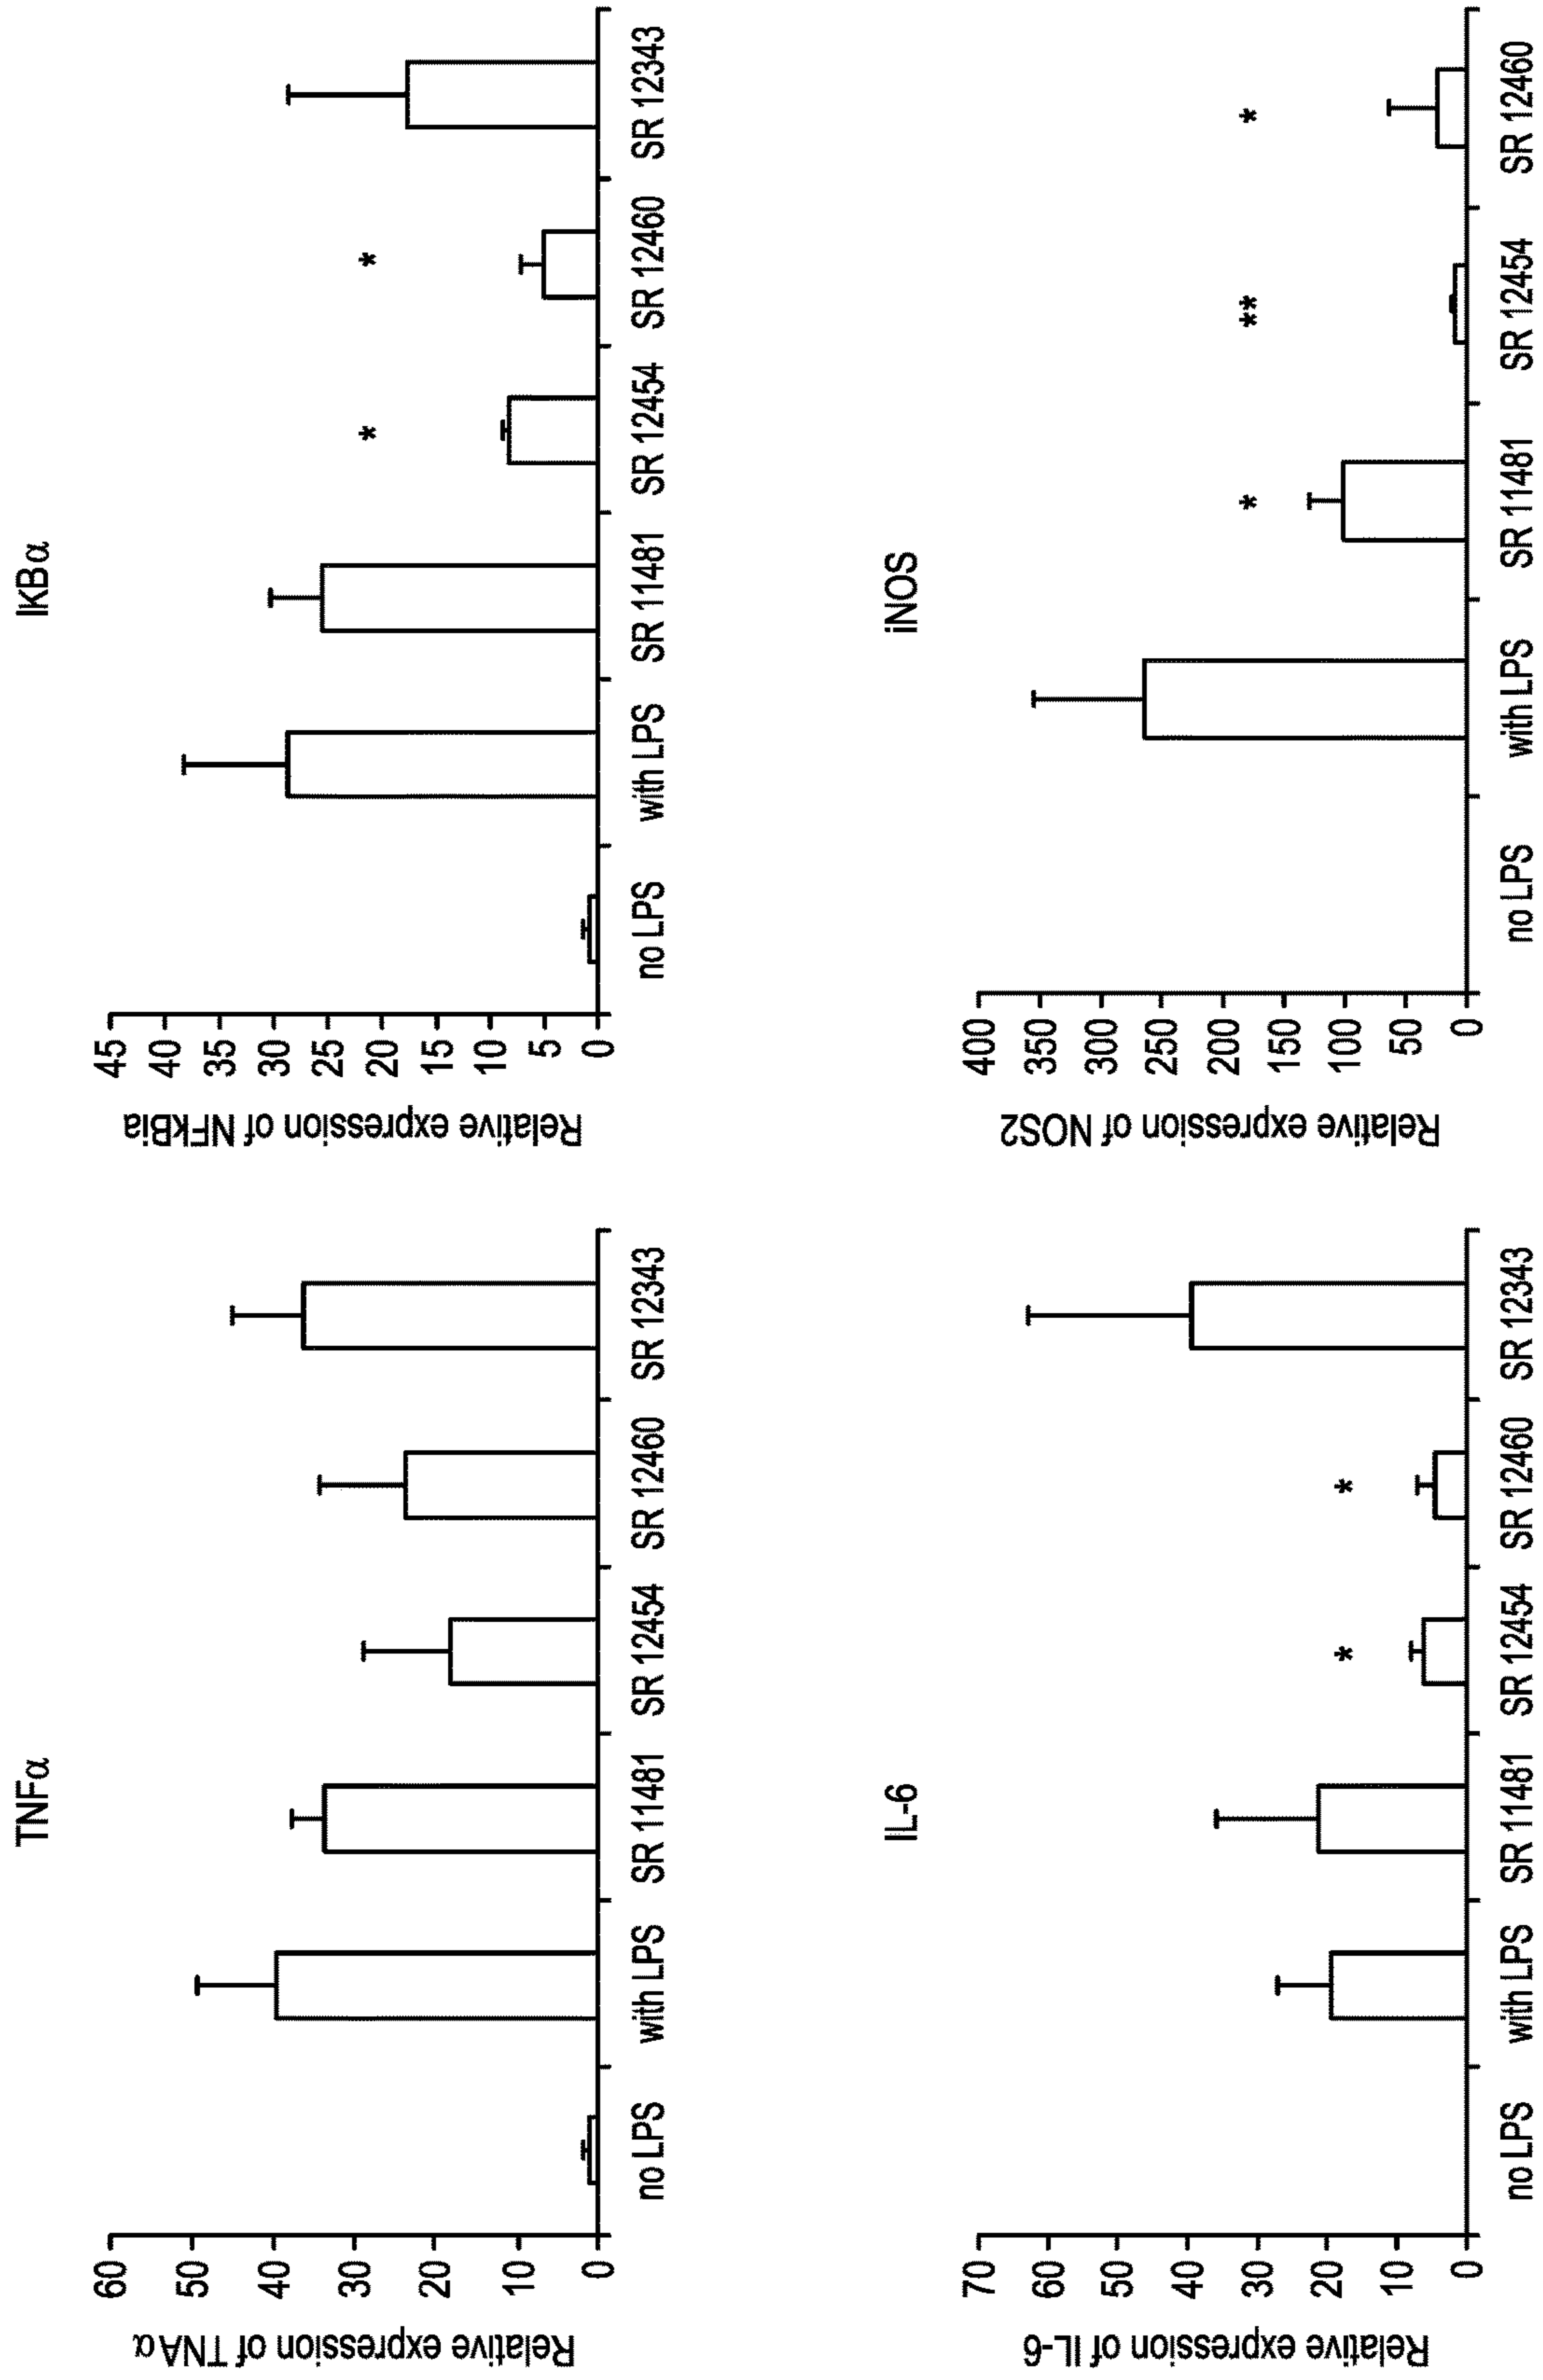 TNFα
Relative expression of TNAα
60
50
40
30
20
10
0
no LPS
with LPS
SR 11481
SR 12454
SR 12460
SR 12343
IKBα
Relative expression of NFkBia
45
40
35
30
25
20
15
10
5
0
no LPS
with LPS
SR 11481
*
SR 12454
*
SR 12460
SR 12343
IL-6
Relative expression of IL-6
70
60
50
40
30
20
10
0
no LPS
with LPS
SR 11481
*
SR 12454
*
SR 12460
SR 12343
iNOS
Relative expression of NOS2
400
350
300
250
200
150
100
50
0
no LPS
with LPS
*
SR 11481
**
SR 12454
*
SR 12460